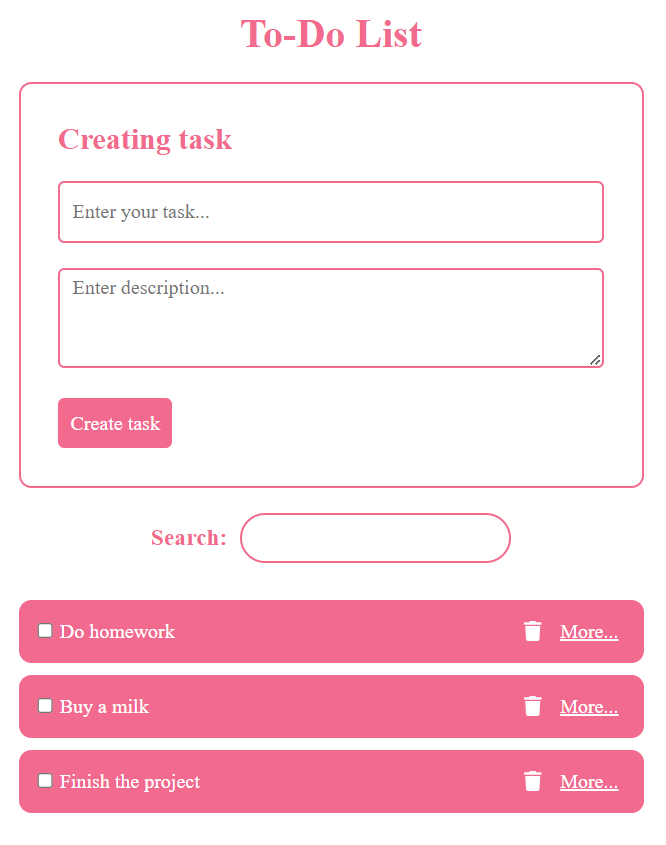 To-Do List
Creating task
Enter your task...
Enter description...
Create task
Search:
Do homework More...
Buy a milk More...
Finish the project More...